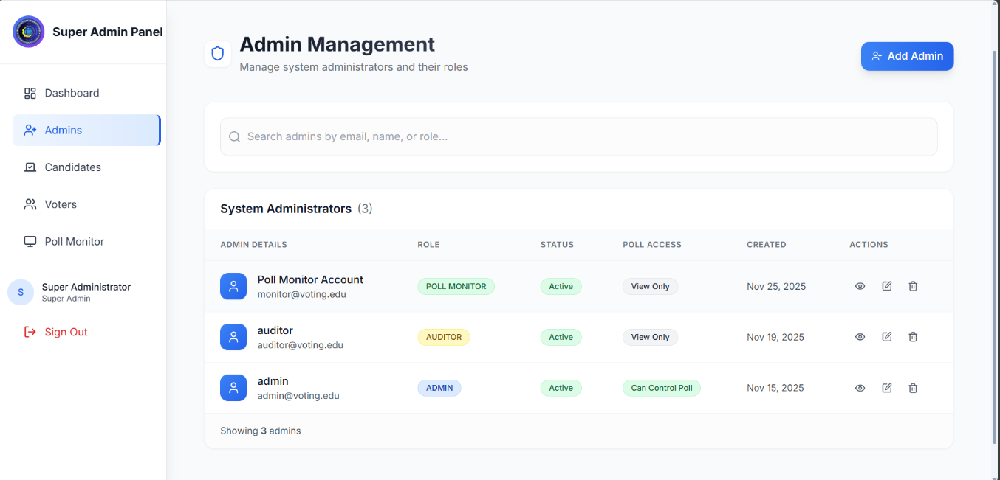 Super Admin Panel
Dashboard
Admins
Candidates
Voters
Poll Monitor
S
Super Administrator
Super Admin
Sign Out
Admin Management
Manage system administrators and their roles
Add Admin
Search admins by email, name, or role...
System Administrators (3)
ADMIN DETAILS ROLE STATUS POLL ACCESS CREATED ACTIONS
Poll Monitor Account
monitor@voting.edu
POLL MONITOR Active View Only Nov 25, 2025
auditor
auditor@voting.edu
AUDITOR Active View Only Nov 19, 2025
admin
admin@voting.edu
ADMIN Active Can Control Poll Nov 15, 2025
Showing 3 admins